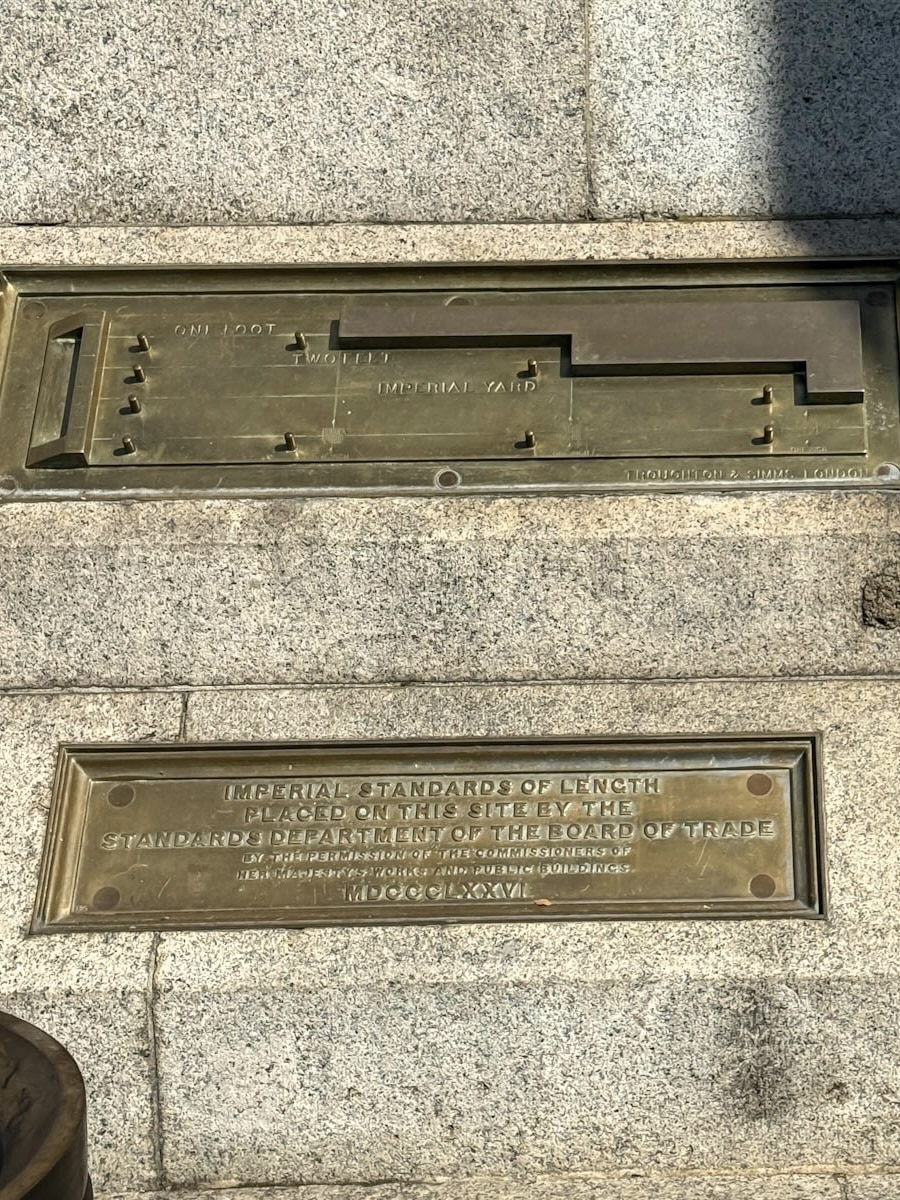 ONE FOOT
TWO FEET
IMPERIAL YARD
TROUGHTON & SIMMS. LONDON
IMPERIAL STANDARDS OF LENGTH
PLACED ON THIS SITE BY THE
STANDARDS DEPARTMENT OF THE BOARD OF TRADE
BY THE PERMISSION OF THE COMMISSIONERS OF
HER MAJESTY'S WORKS AND PUBLIC BUILDINGS.
MDCCCLXXVI